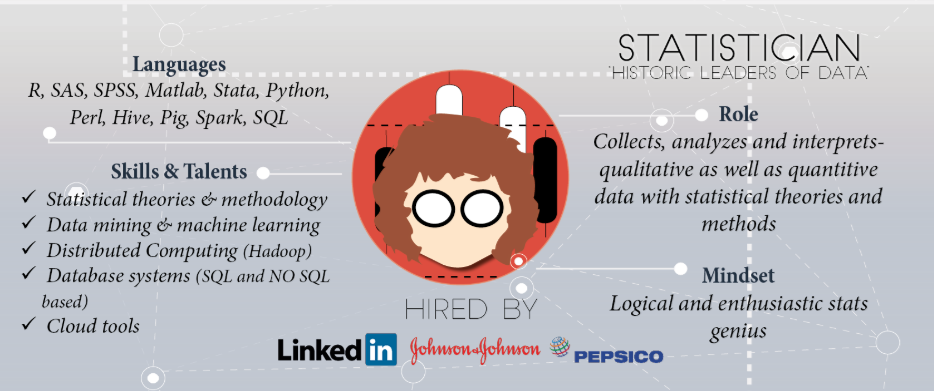 STATISTICIAN
'HISTORIC LEADERS OF DATA'
Languages
R, SAS, SPSS, Matlab, Stata, Python,
Perl, Hive, Pig, Spark, SQL
Skills & Talents
✓ Statistical theories & methodology
✓ Data mining & machine learning
✓ Distributed Computing (Hadoop)
✓ Database systems (SQL and NO SQL
based)
✓ Cloud tools
Role
Collects, analyzes and interprets-
qualitative as well as quantitive
data with statistical theories and
methods
Mindset
Logical and enthusiastic stats
genius
HIRED BY
Linked in
Johnson & Johnson
PEPSICO